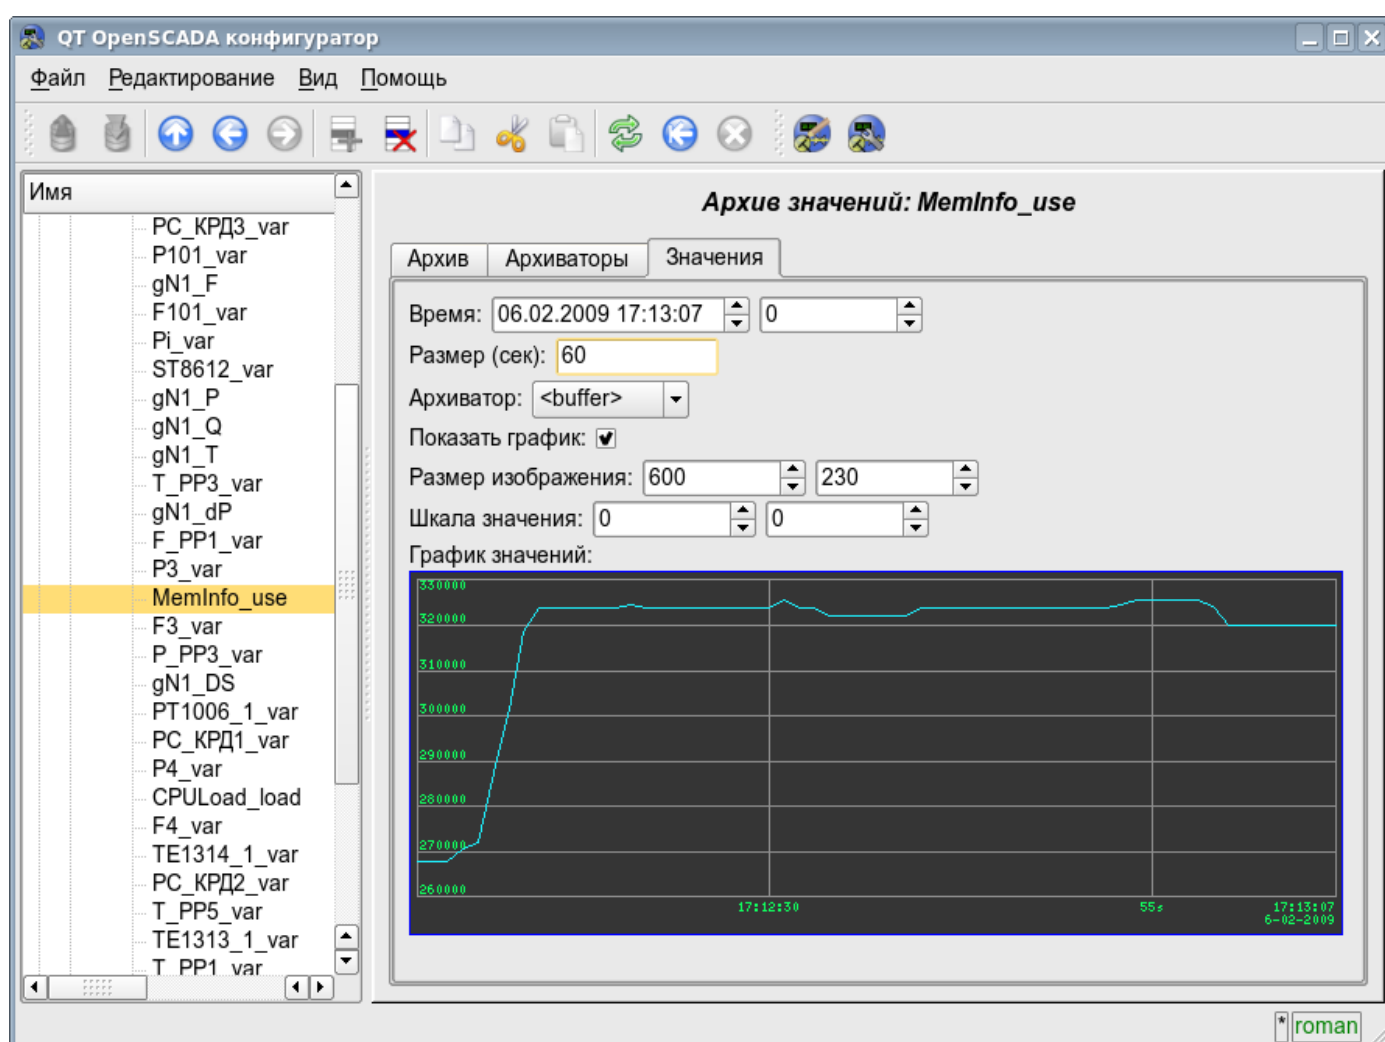 QT OpenSCADA конфигуратор
Файл Редактирование Вид Помощь
Имя
PC_КРД3_var
P101_var
gN1_F
F101_var
Pi_var
ST8612_var
gN1_P
gN1_Q
gN1_T
T_PP3_var
gN1_dP
F_PP1_var
P3_var
MemInfo_use
F3_var
P_PP3_var
gN1_DS
PT1006_1_var
PC_КРД1_var
P4_var
CPULoad_load
F4_var
TE1314_1_var
PC_КРД2_var
T_PP5_var
TE1313_1_var
T_PP1_var
Архив значений: MemInfo_use
Архив Архиваторы Значения
Время: 06.02.2009 17:13:07 0
Размер (сек): 60
Архиватор: <buffer>
Показать график:
Размер изображения: 600 230
Шкала значения: 0 0
График значений:
330000
320000
310000
300000
290000
280000
270000
260000
17:12:30 55s 17:13:07
6-02-2009
* roman